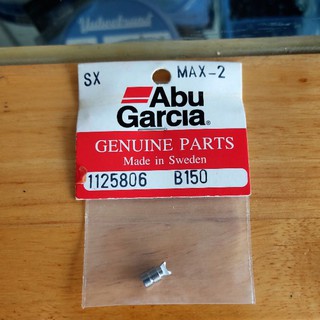 SX MAX-2
Abu
Garcia®
GENUINE PARTS
Made in Sweden
1125806 B150